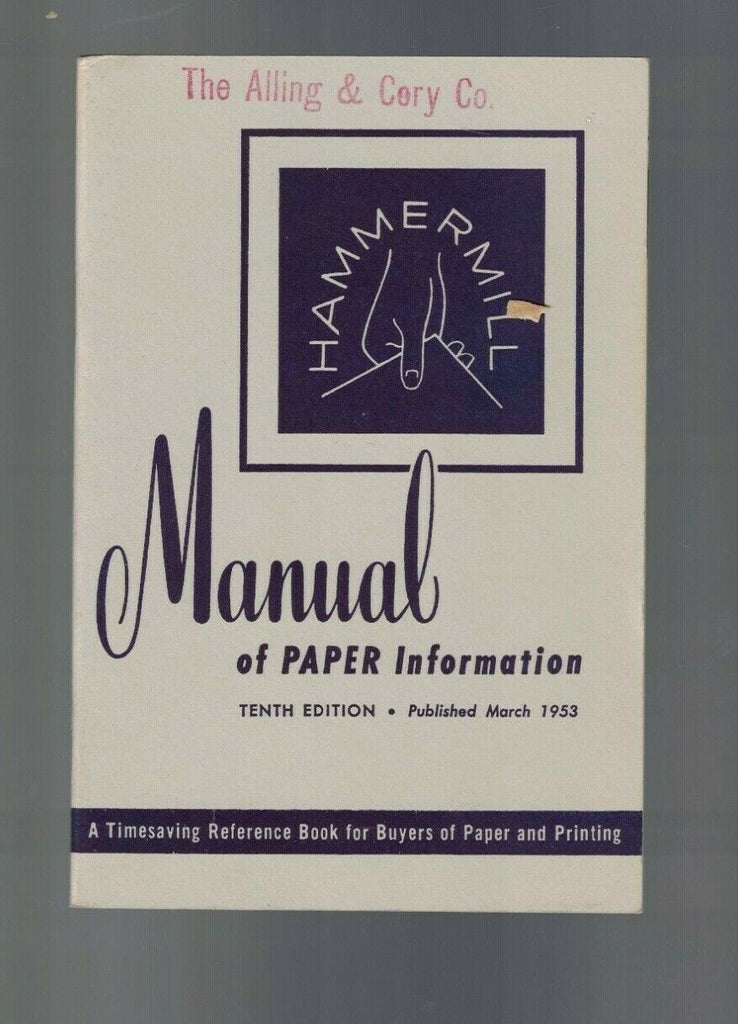 The Alling & Cory Co.
HAMMERMILL
Manual
of PAPER Information
TENTH EDITION • Published March 1953
A Timesaving Reference Book for Buyers of Paper and Printing